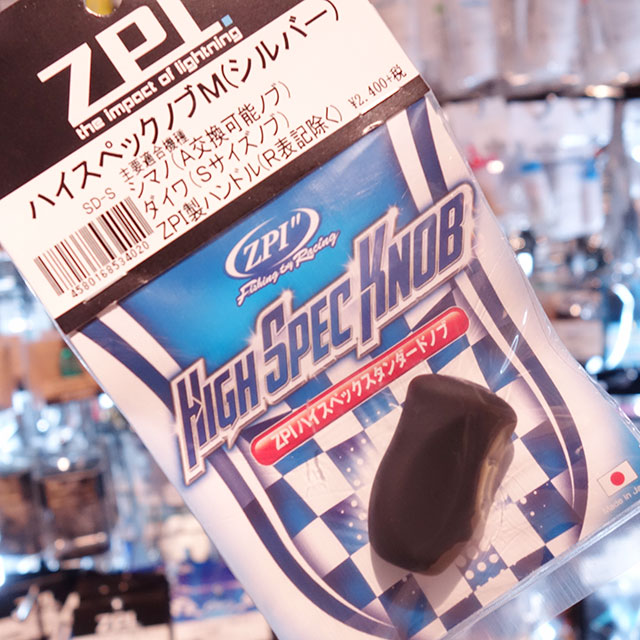 ZPI.
the impact of lightning
ハイスペックノブM(シルバー)
SD-S 主要適合機種 ¥2,400+税
シマノ(A交換可能ノブ)
ダイワ(Sサイズノブ)
ZPI製ハンドル(R表記除く)
4580168534020
ZPI
Fishing by Racing
HIGH SPEC KNOB
ZPIハイスペックスタンダードノブ
ZPI